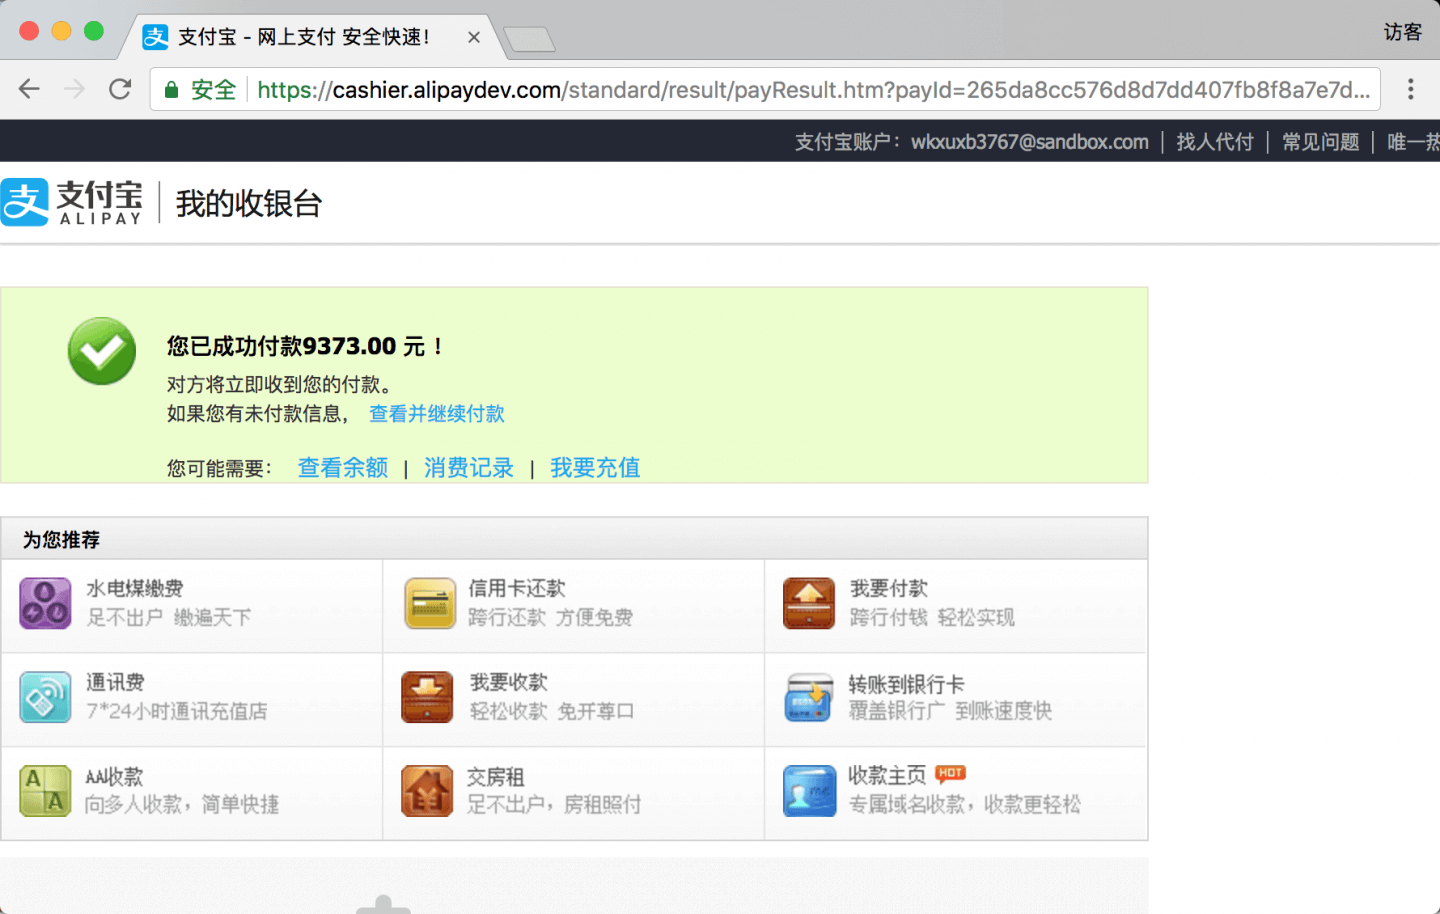 支付宝 - 网上支付 安全快速！
访客
安全 https://cashier.alipaydev.com/standard/result/payResult.htm?payId=265da8cc576d8d7dd407fb8f8a7e7d...
支付宝账户：wkxuxb3767@sandbox.com | 找人代付 | 常见问题 | 唯一热
支付宝
ALIPAY
我的收银台
您已成功付款9373.00 元！
对方将立即收到您的付款。
如果您有未付款信息， 查看并继续付款
您可能需要： 查看余额 | 消费记录 | 我要充值
为您推荐
水电煤缴费
足不出户 缴遍天下
信用卡还款
跨行还款 方便免费
我要付款
跨行付钱 轻松实现
通讯费
7*24小时通讯充值店
我要收款
轻松收款 免开尊口
转账到银行卡
覆盖银行广 到账速度快
AA收款
向多人收款，简单快捷
交房租
足不出户，房租照付
收款主页 HOT
专属域名收款，收款更轻松